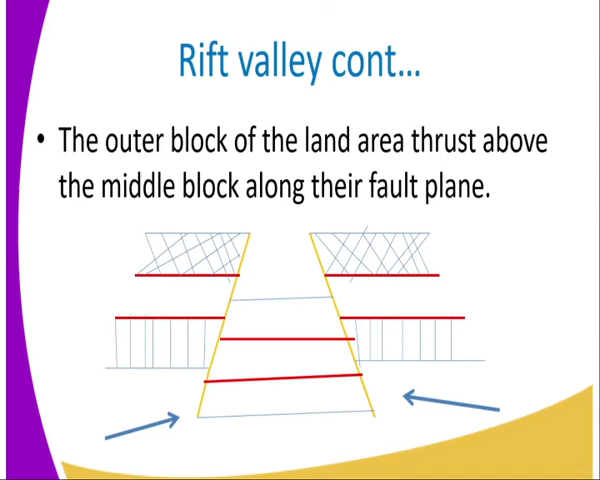 Rift valley cont...
• The outer block of the land area thrust above
the middle block along their fault plane.